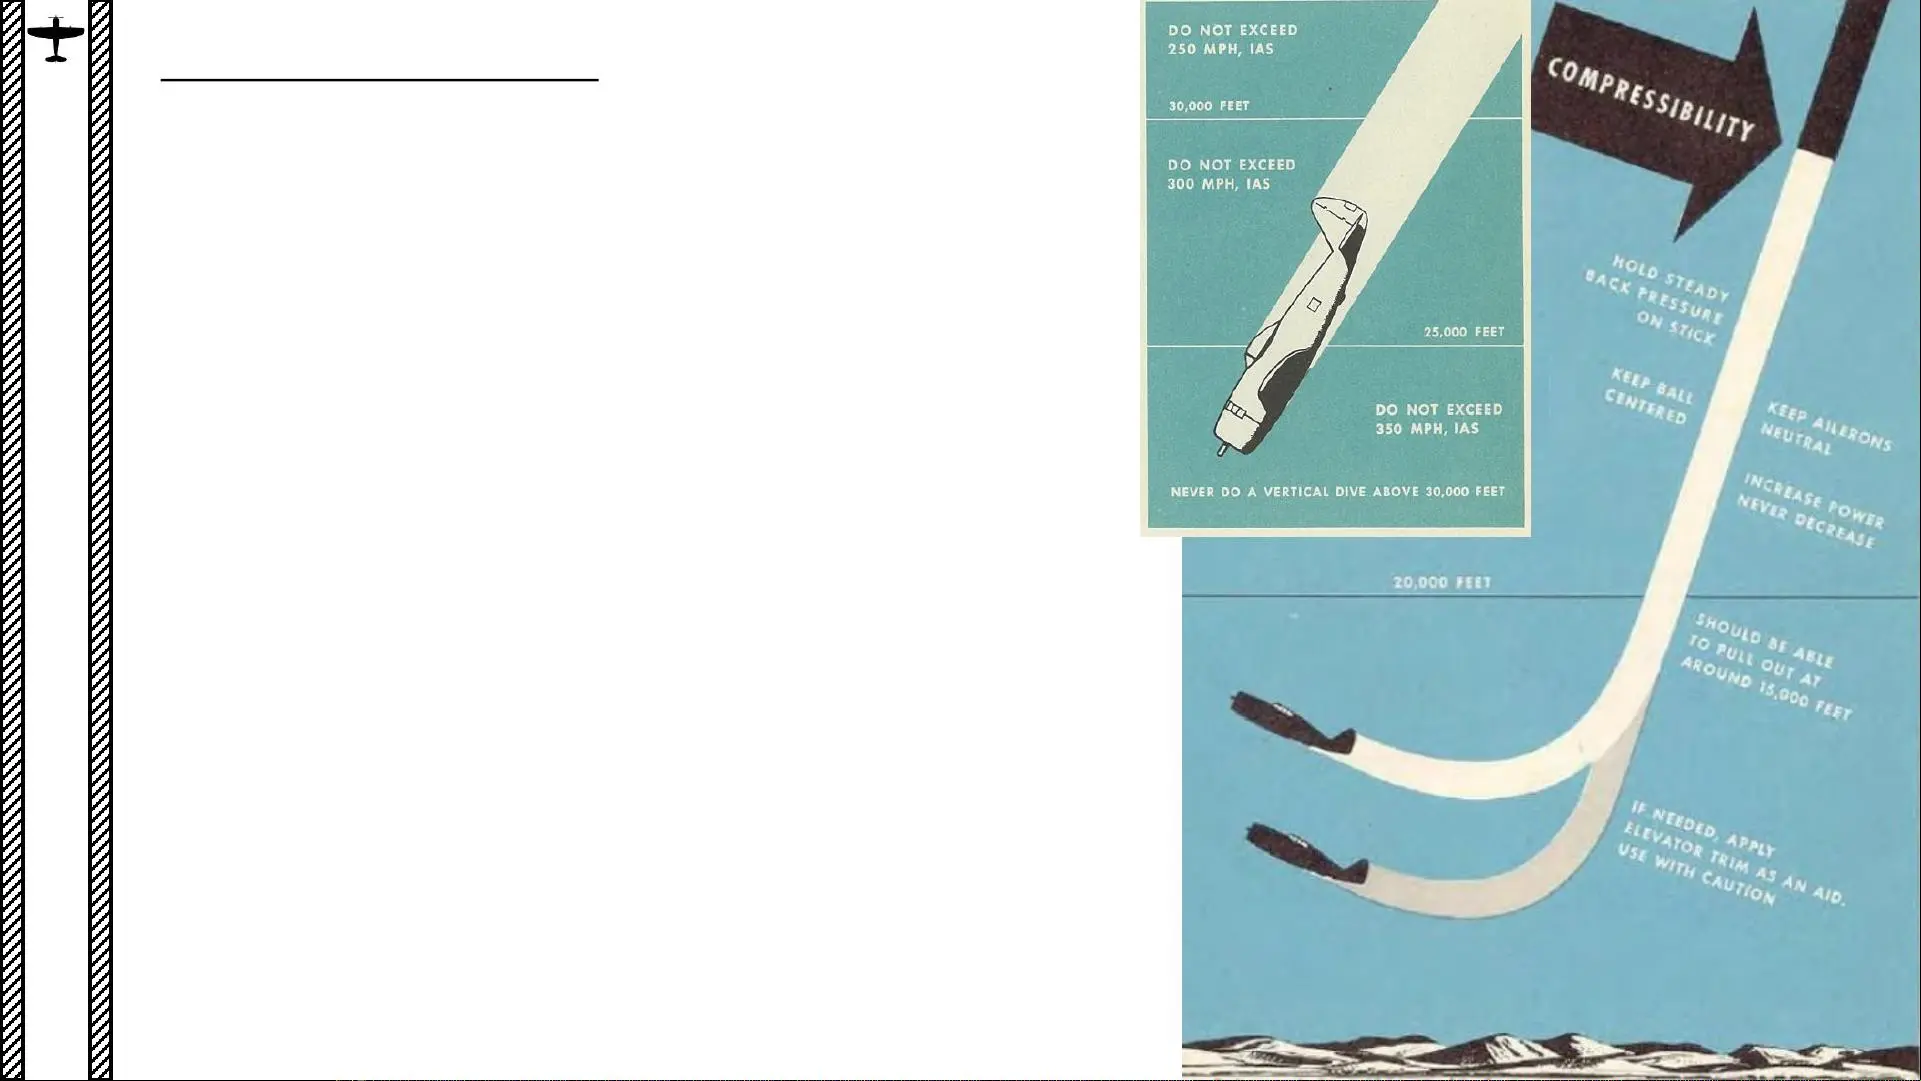 DO NOT EXCEED
250 MPH, IAS
30,000 FEET
DO NOT EXCEED
300 MPH, IAS
25,000 FEET
DO NOT EXCEED
350 MPH, IAS
NEVER DO A VERTICAL DIVE ABOVE 30,000 FEET
COMPRESSIBILITY
HOLD STEADY
BACK PRESSURE
ON STICK
KEEP BALL
CENTERED
KEEP AILERONS
NEUTRAL
INCREASE POWER
NEVER DECREASE
20,000 FEET
SHOULD BE ABLE
TO PULL OUT AT
AROUND 15,000 FEET
IF NEEDED, APPLY
ELEVATOR TRIM AS AN AID.
USE WITH CAUTION